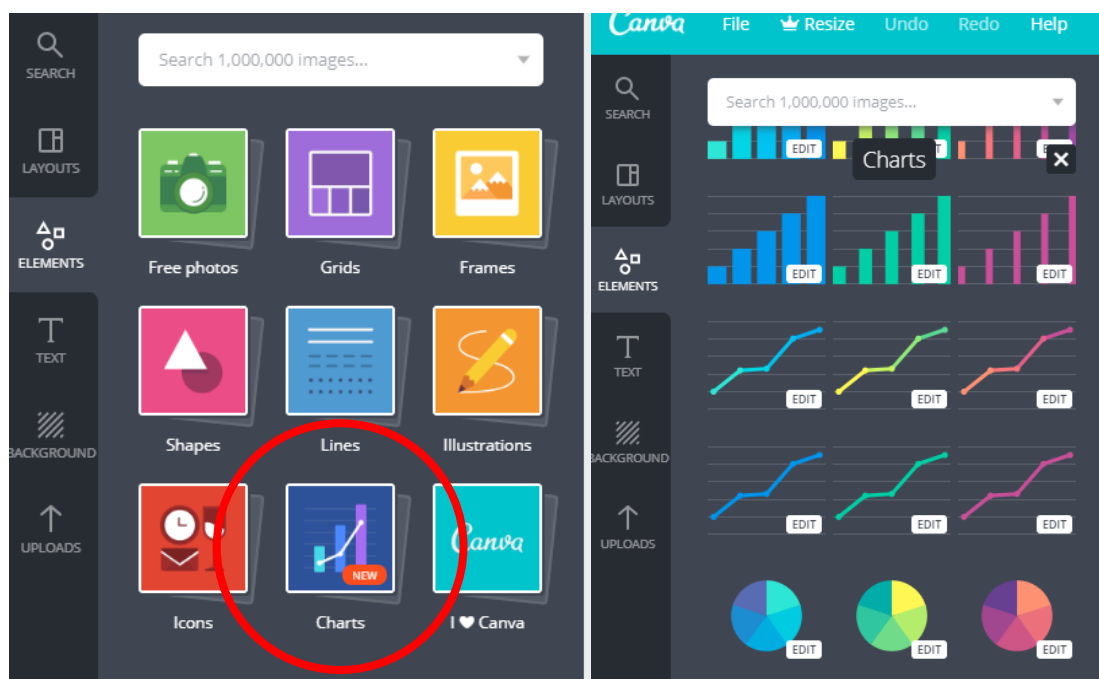 Search 1,000,000 images...
SEARCH
LAYOUTS
ELEMENTS
TEXT
BACKGROUND
UPLOADS
Free photos
Grids
Frames
Shapes
Lines
Illustrations
NEW
Canva
Icons
Charts
I ♥ Canva
Canva
File
Resize
Undo
Redo
Help
Search 1,000,000 images...
SEARCH
LAYOUTS
ELEMENTS
TEXT
BACKGROUND
UPLOADS
EDIT
Charts
EDIT
EDIT
EDIT
EDIT
EDIT
EDIT
EDIT
EDIT
EDIT
EDIT
EDIT
EDIT